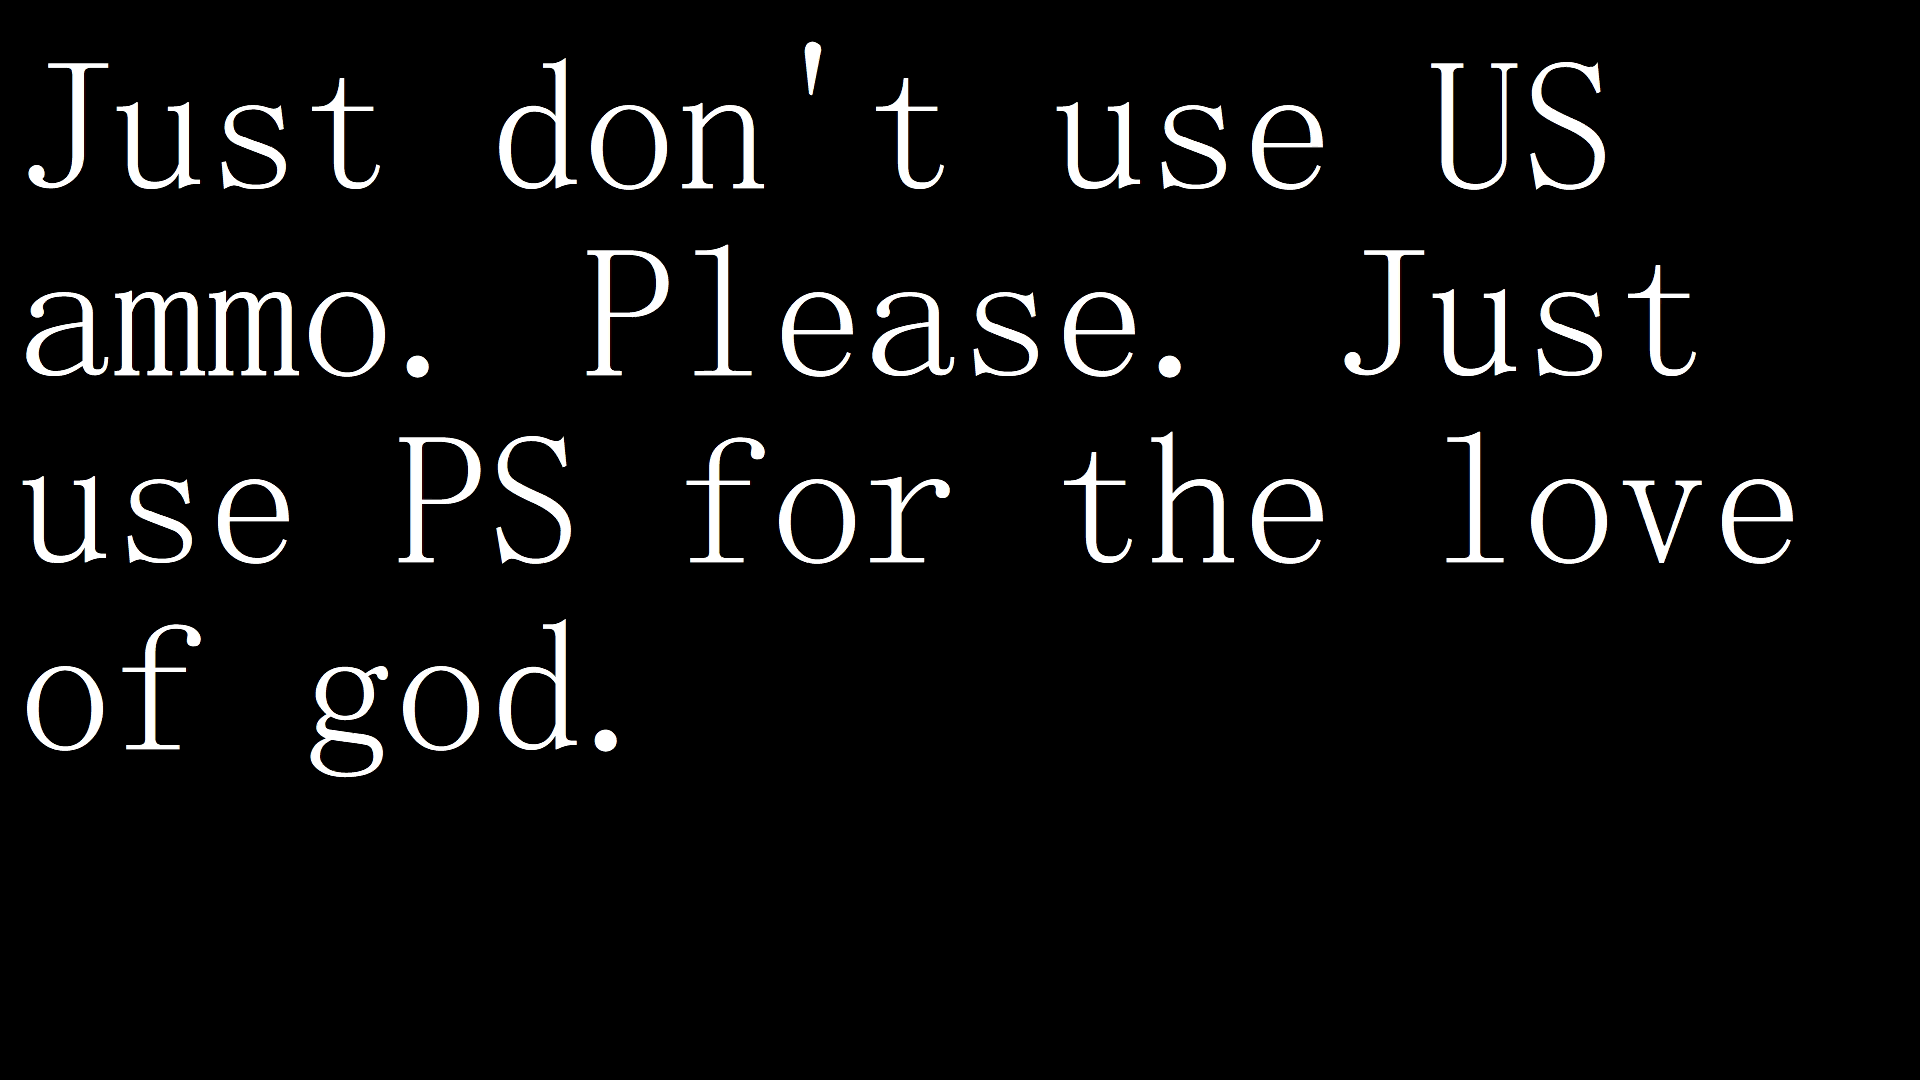 Just don't use US
ammo. Please. Just
use PS for the love
of god.